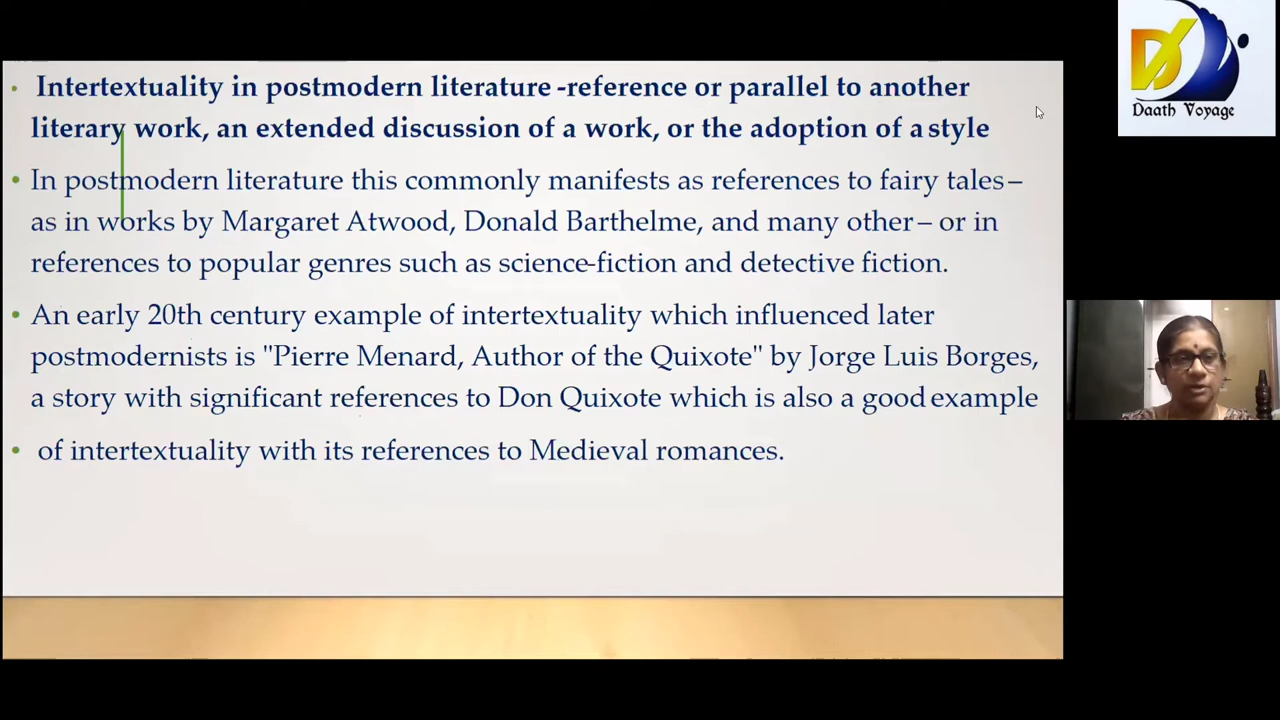 Intertextuality in postmodern literature -reference or parallel to another
literary work, an extended discussion of a work, or the adoption of a style
In postmodern literature this commonly manifests as references to fairy tales –
as in works by Margaret Atwood, Donald Barthelme, and many other – or in
references to popular genres such as science-fiction and detective fiction.
An early 20th century example of intertextuality which influenced later
postmodernists is "Pierre Menard, Author of the Quixote" by Jorge Luis Borges,
a story with significant references to Don Quixote which is also a good example
of intertextuality with its references to Medieval romances.
Daath Voyage